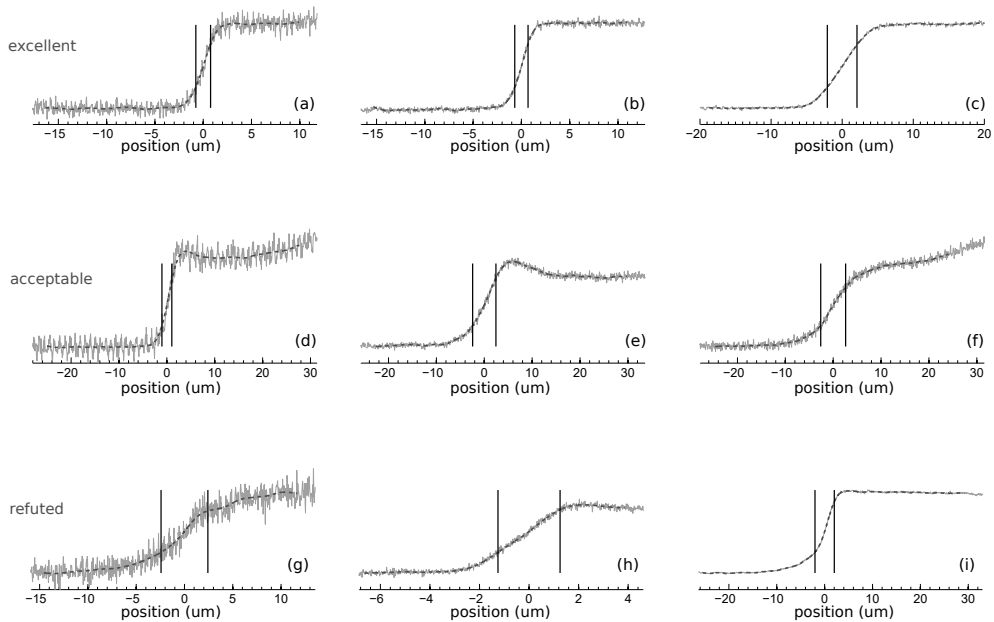 excellent
(a) (b) (c)
−15 −10 −5 0 5 10 −15 −10 −5 0 5 10 −20 −10 0 10 20
position (um) position (um) position (um)
acceptable
(d) (e) (f)
−20 −10 0 10 20 30 −20 −10 0 10 20 30 −20 −10 0 10 20 30
position (um) position (um) position (um)
refuted
(g) (h) (i)
−15 −10 −5 0 5 10 −6 −4 −2 0 2 4 −20 −10 0 10 20 30
position (um) position (um) position (um)